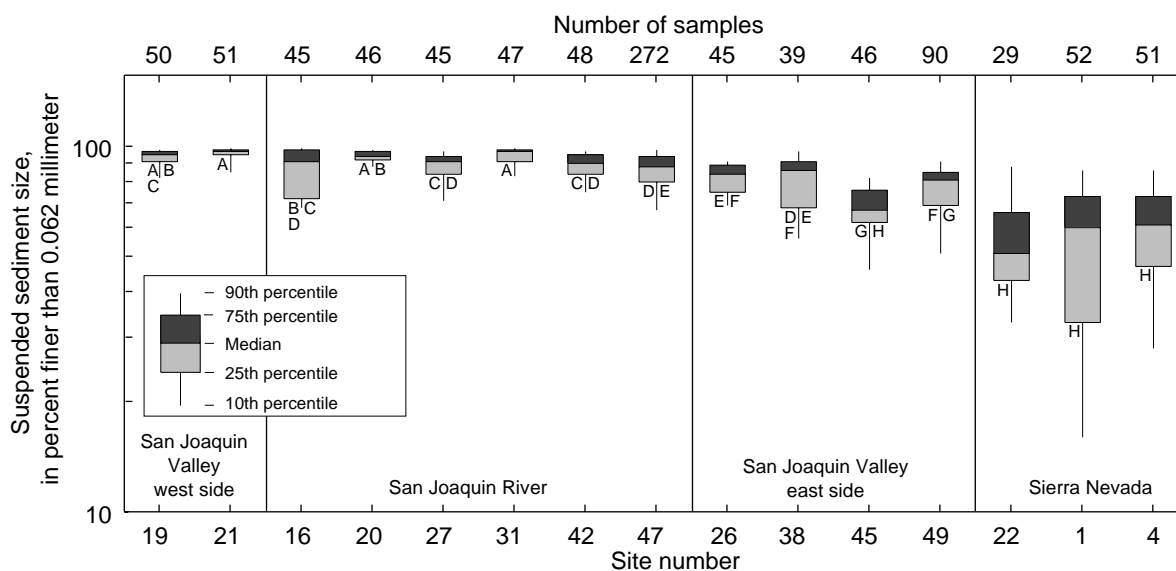 Number of samples
50 51 45 46 45 47 48 272 45 39 46 90 29 52 51
Suspended sediment size,
in percent finer than 0.062 millimeter
100
10
A B
C
A
B C
D
A B
C D
A
C D
D E
E F
D E
F
G H
F G
H
H
H
90th percentile
75th percentile
Median
25th percentile
10th percentile
San Joaquin
Valley
west side
San Joaquin River
San Joaquin Valley
east side
Sierra Nevada
19 21 16 20 27 31 42 47 26 38 45 49 22 1 4
Site number